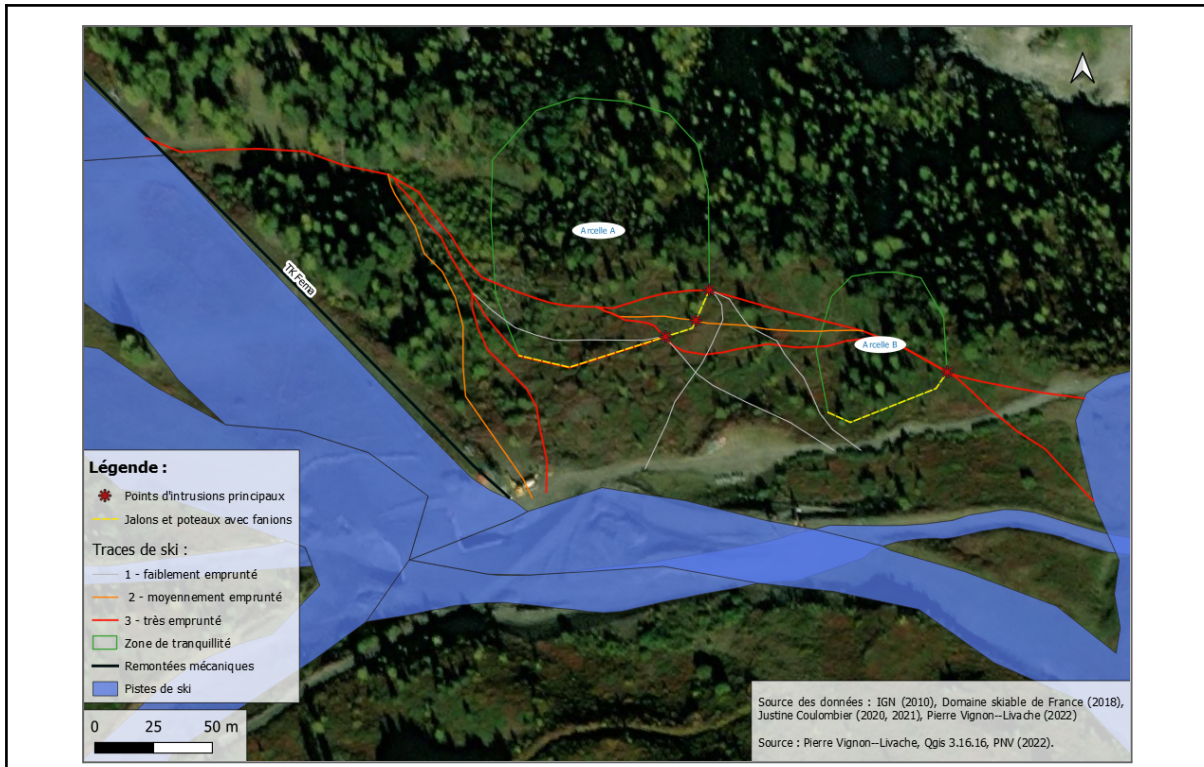 Arcelle A
TK Fema
Arcelle B
Légende :
Points d'intrusions principaux
Jalons et poteaux avec fanions
Traces de ski :
1 - faiblement emprunté
2 - moyennement emprunté
3 - très emprunté
Zone de tranquillité
Remontées mécaniques
Pistes de ski
0 25 50 m
Source des données : IGN (2010), Domaine skiable de France (2018),
Justine Coulombier (2020, 2021), Pierre Vignon--Livache (2022)
Source : Pierre Vignon--Livache, Qgis 3.16.16, PNV (2022).